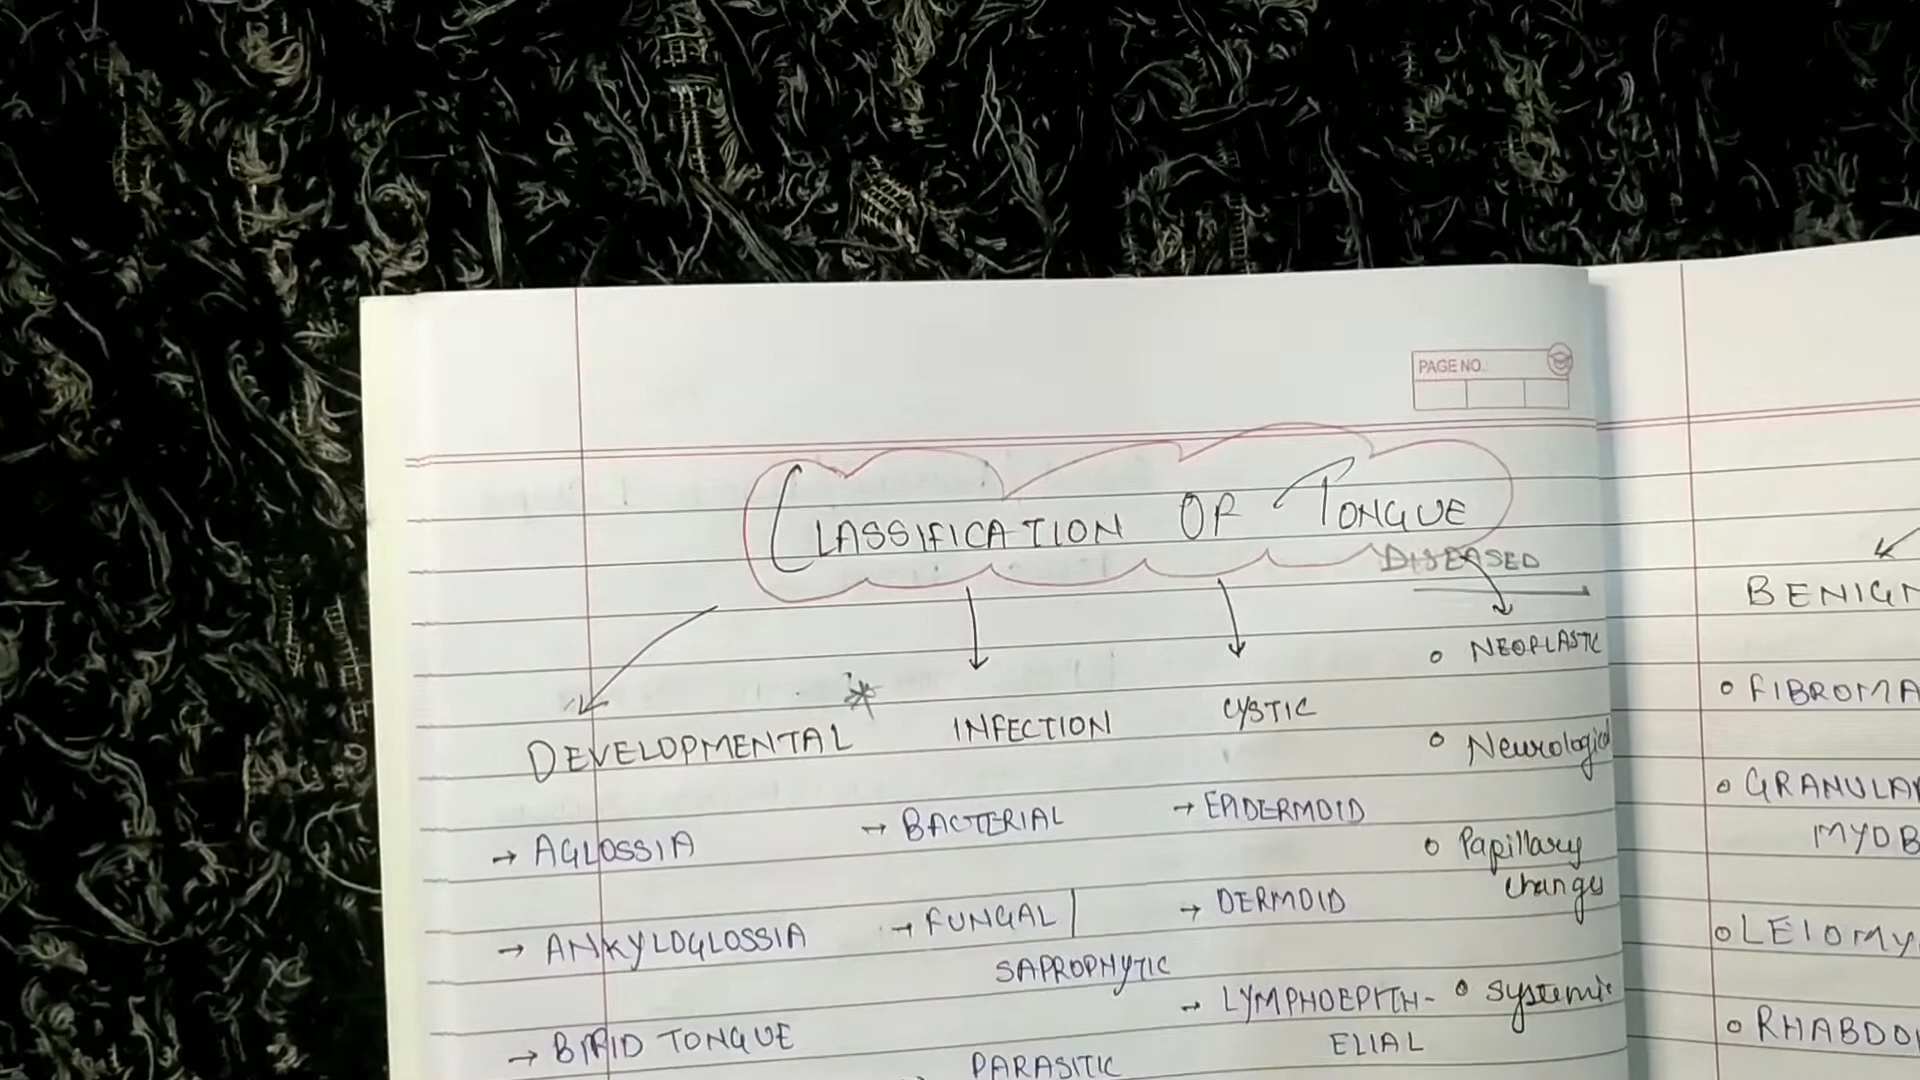 PAGE NO.
CLASSIFICATION OF TONGUE
DISEASED
NEOPLASTIC
DEVELOPMENTAL *
INFECTION
CYSTIC
Neurological
→ AGLOSSIA
→ BACTERIAL
→ EPIDERMOID
Papillary
changes
→ ANKYLOGLOSSIA
→ FUNGAL |
SAPROPHYTIC
→ DERMOID
→ LYMPHOEPITH-
ELIAL
Systemic
→ BIFID TONGUE
PARASITIC
BENIGN
FIBROMA
GRANULAR
MYOB
LEIOMY
RHABDO